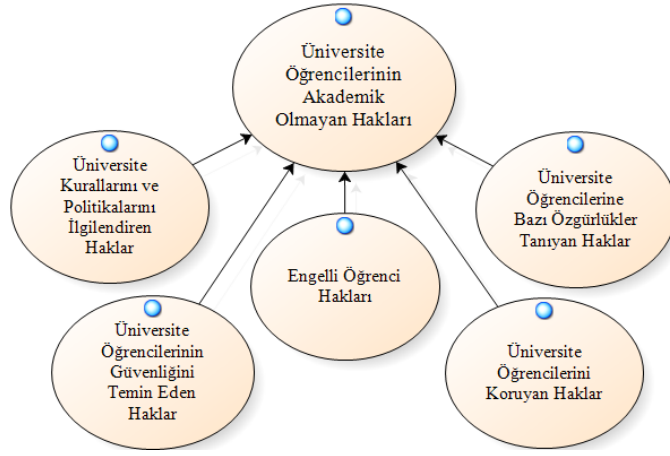 Üniversite
Öğrencilerinin
Akademik
Olmayan Hakları
Üniversite
Kurallarını ve
Politikalarını
İlgilendiren
Haklar
Üniversite
Öğrencilerine
Bazı Özgürlükler
Tanıyan Haklar
Engelli Öğrenci
Hakları
Üniversite
Öğrencilerinin
Güvenliğini
Temin Eden
Haklar
Üniversite
Öğrencilerini
Koruyan Haklar